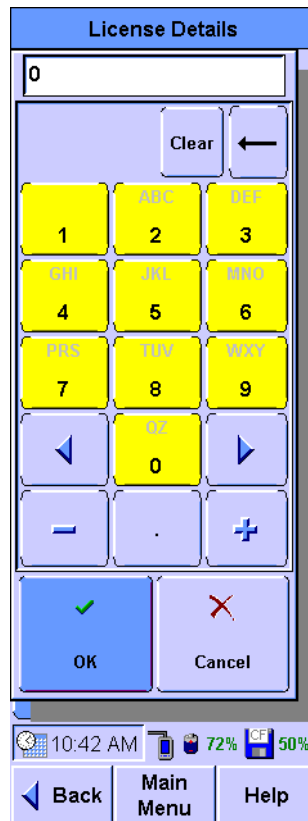 License Details
0
Clear
ABC DEF
1 2 3
GHI JKL MNO
4 5 6
PRS TUV WXY
7 8 9
QZ
0
- . +
OK Cancel
10:42 AM 72% CF 50%
Back Main Menu Help